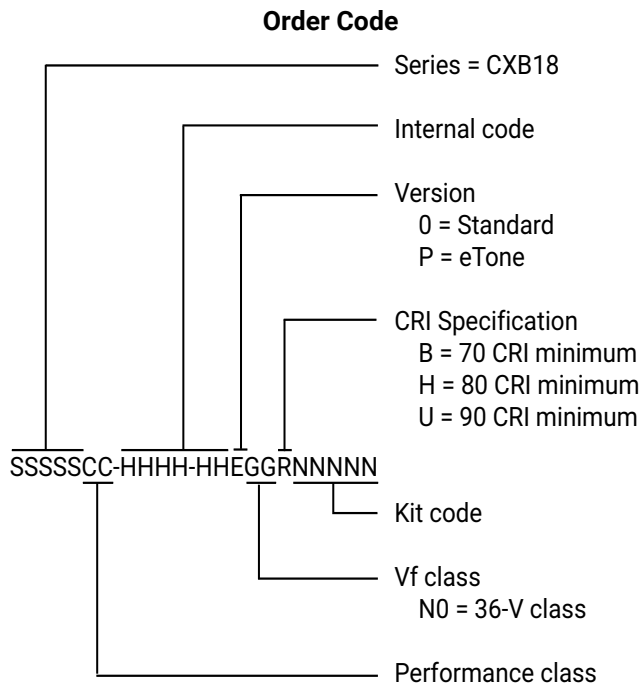 Order Code
Series = CXB18
Internal code
Version
0 = Standard
P = eTone
CRI Specification
B = 70 CRI minimum
H = 80 CRI minimum
U = 90 CRI minimum
SSSSSCC-HHHH-HHEGGRNNNNN
Kit code
Vf class
N0 = 36-V class
Performance class